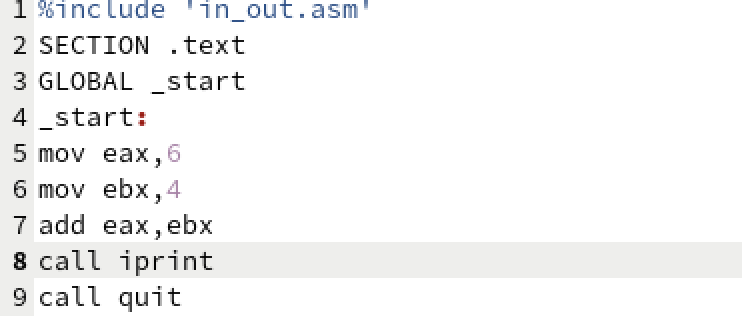 1 %include 'in_out.asm'
2 SECTION .text
3 GLOBAL _start
4 _start:
5 mov eax,6
6 mov ebx,4
7 add eax,ebx
8 call iprint
9 call quit